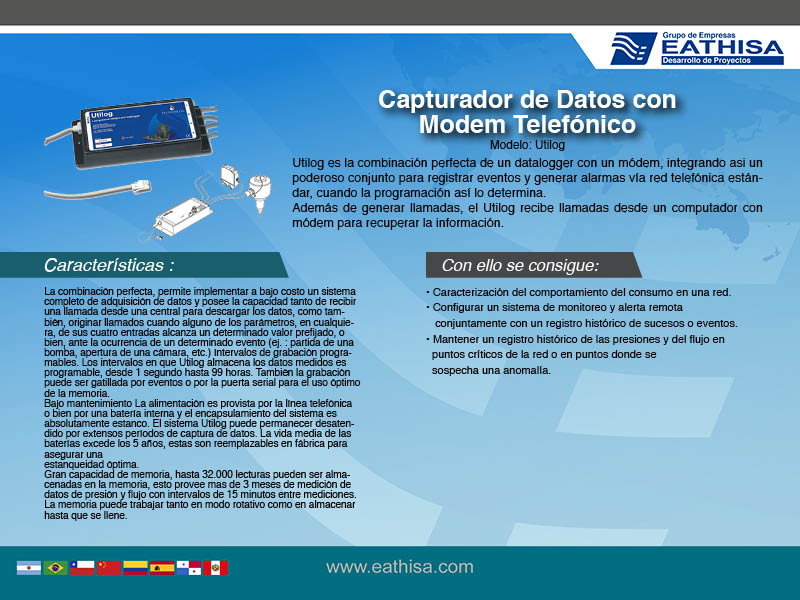 Grupo de Empresas
EATHISA
Desarrollo de Proyectos
Capturador de Datos con
Modem Telefónico
Modelo: Utilog
Utilog
Utilog es la combinación perfecta de un datalogger con un módem, integrando asi un
poderoso conjunto para registrar eventos y generar alarmas vía red telefónica están-
dar, cuando la programación así lo determina.
Además de generar llamadas, el Utilog recibe llamadas desde un computador con
módem para recuperar la información.
Características :
La combinación perfecta, permite implementar a bajo costo un sistema
completo de adquisición de datos y posee la capacidad tanto de recibir
una llamada desde una central para descargar los datos, como tam-
bién, originar llamados cuando alguno de los parámetros, en cualquie-
ra, de sus cuatro entradas alcanza un determinado valor prefijado, o
bien, ante la ocurrencia de un determinado evento (ej. : partida de una
bomba, apertura de una cámara, etc.) Intervalos de grabación progra-
mables. Los intervalos en que Utilog almacena los datos medidos es
programable, desde 1 segundo hasta 99 horas. También la grabación
puede ser gatillada por eventos o por la puerta serial para el uso óptimo
de la memoria.
Bajo mantenimiento La alimentación es provista por la línea telefónica
o bien por una batería interna y el encapsulamiento del sistema es
absolutamente estanco. El sistema Utilog puede permanecer desaten-
dido por extensos períodos de captura de datos. La vida media de las
baterías excede los 5 años, estas son reemplazables en fábrica para
asegurar una
estanqueidad óptima.
Gran capacidad de memoria, hasta 32.000 lecturas pueden ser alma-
cenadas en la memoria, esto provee mas de 3 meses de medición de
datos de presión y flujo con intervalos de 15 minutos entre mediciones.
La memoria puede trabajar tanto en modo rotativo como en almacenar
hasta que se llene.
Con ello se consigue:
· Caracterización del comportamiento del consumo en una red.
· Configurar un sistema de monitoreo y alerta remota
conjuntamente con un registro histórico de sucesos o eventos.
· Mantener un registro histórico de las presiones y del flujo en
puntos críticos de la red o en puntos donde se
sospecha una anomalía.
www.eathisa.com